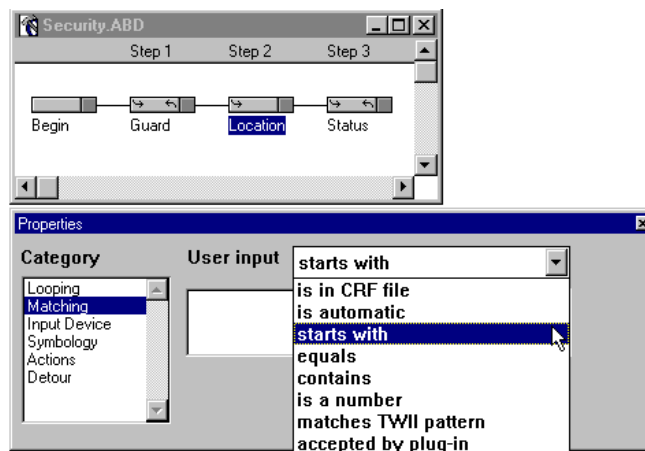 Security.ABD
Step 1 Step 2 Step 3
Begin Guard Location Status
Properties
Category User input starts with
Looping
Matching
Input Device
Symbology
Actions
Detour
is in CRF file
is automatic
starts with
equals
contains
is a number
matches TWII pattern
accepted by plug-in